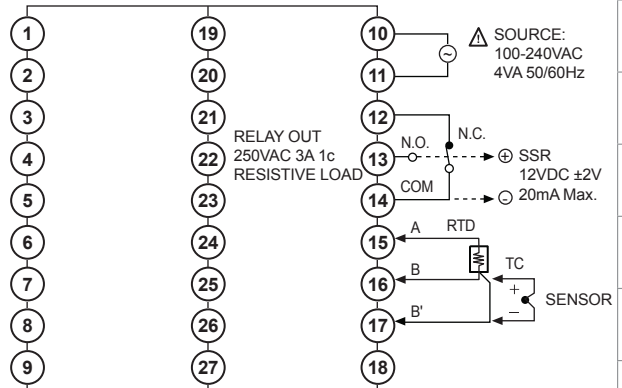 1 19 10
2 20 11
3 21 12
4 22 13
5 23 14
6 24 15
7 25 16
8 26 17
9 27 18
⚠ SOURCE:
100-240VAC
4VA 50/60Hz
~
RELAY OUT
250VAC 3A 1c
RESISTIVE LOAD
N.O.
N.C.
COM
+ SSR
12VDC ±2V
- 20mA Max.
A RTD
B
B'
TC
+
−
SENSOR